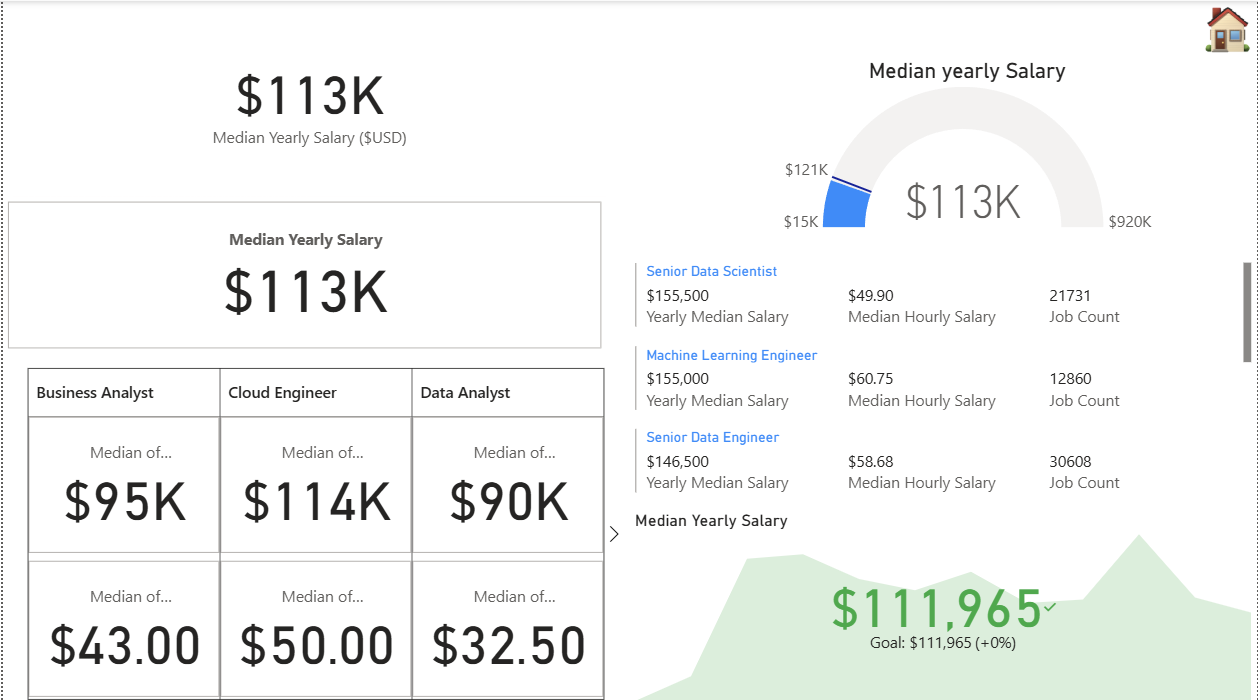 $113K
Median Yearly Salary ($USD)
Median Yearly Salary
$113K
Business Analyst Cloud Engineer Data Analyst
Median of... Median of... Median of...
$95K $114K $90K
Median of... Median of... Median of...
$43.00 $50.00 $32.50
Median yearly Salary
$121K
$113K
$15K $920K
Senior Data Scientist
$155,500 $49.90 21731
Yearly Median Salary Median Hourly Salary Job Count
Machine Learning Engineer
$155,000 $60.75 12860
Yearly Median Salary Median Hourly Salary Job Count
Senior Data Engineer
$146,500 $58.68 30608
Yearly Median Salary Median Hourly Salary Job Count
Median Yearly Salary
$111,965
Goal: $111,965 (+0%)